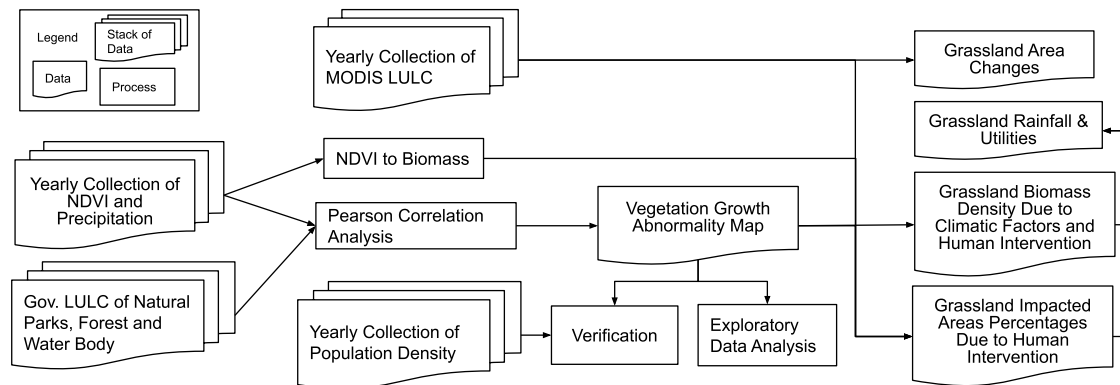 Legend
Stack of
Data
Data
Process
Yearly Collection of
MODIS LULC
Grassland Area
Changes
Grassland Rainfall &
Utilities
NDVI to Biomass
Yearly Collection of
NDVI and
Precipitation
Pearson Correlation
Analysis
Vegetation Growth
Abnormality Map
Grassland Biomass
Density Due to
Climatic Factors and
Human Intervention
Gov. LULC of Natural
Parks, Forest and
Water Body
Yearly Collection of
Population Density
Verification
Exploratory
Data Analysis
Grassland Impacted
Areas Percentages
Due to Human
Intervention